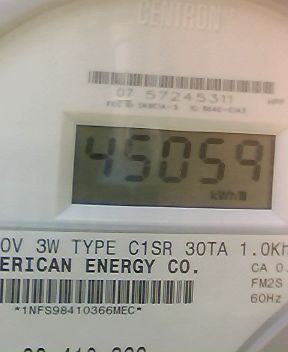 CENTRON
07 57245311
45059
kWh
0V 3W TYPE C1SR 30TA 1.0Kh
ERICAN ENERGY CO.
CA 0.
FM2S
60Hz
*1NFS98410366MEC*